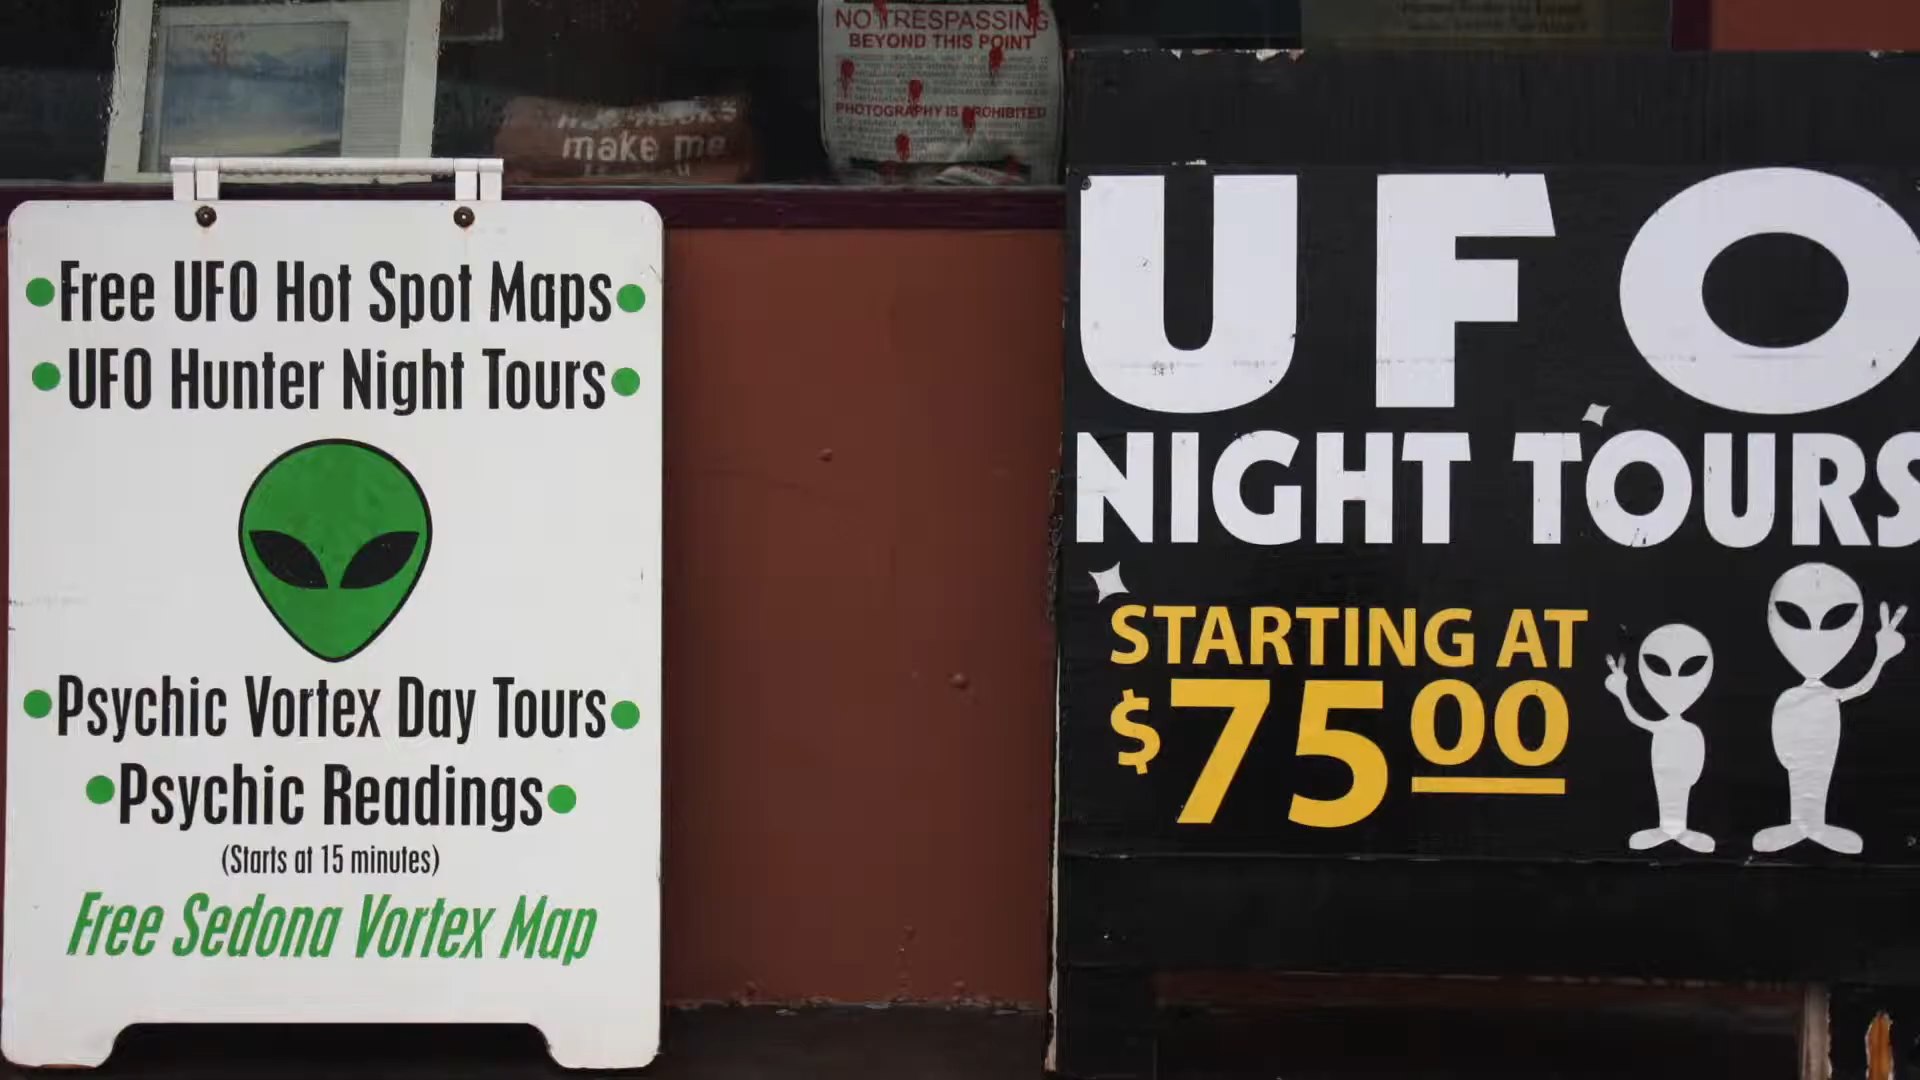 NO TRESPASSING
BEYOND THIS POINT
PHOTOGRAPHY IS PROHIBITED
make me
•Free UFO Hot Spot Maps•
•UFO Hunter Night Tours•
•Psychic Vortex Day Tours•
•Psychic Readings•
(Starts at 15 minutes)
Free Sedona Vortex Map
UFO
NIGHT TOURS
STARTING AT
$7500